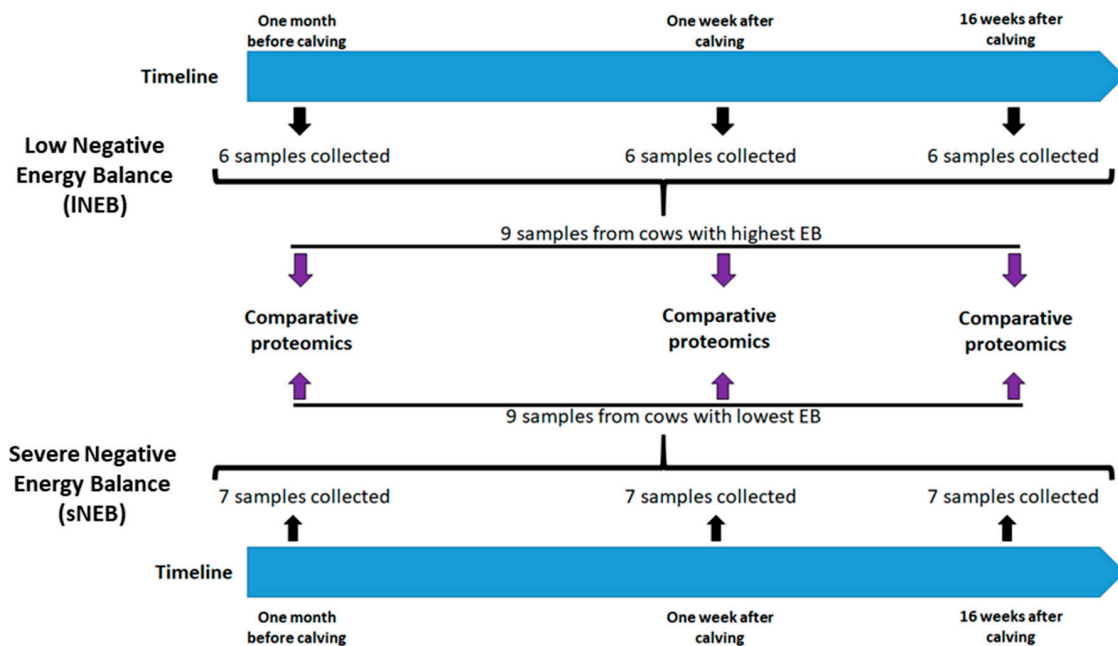 One month
before calving
One week after
calving
16 weeks after
calving
Timeline
Low Negative
Energy Balance
(lNEB)
6 samples collected
6 samples collected
6 samples collected
9 samples from cows with highest EB
Comparative
proteomics
Comparative
proteomics
Comparative
proteomics
9 samples from cows with lowest EB
Severe Negative
Energy Balance
(sNEB)
7 samples collected
7 samples collected
7 samples collected
Timeline
One month
before calving
One week after
calving
16 weeks after
calving